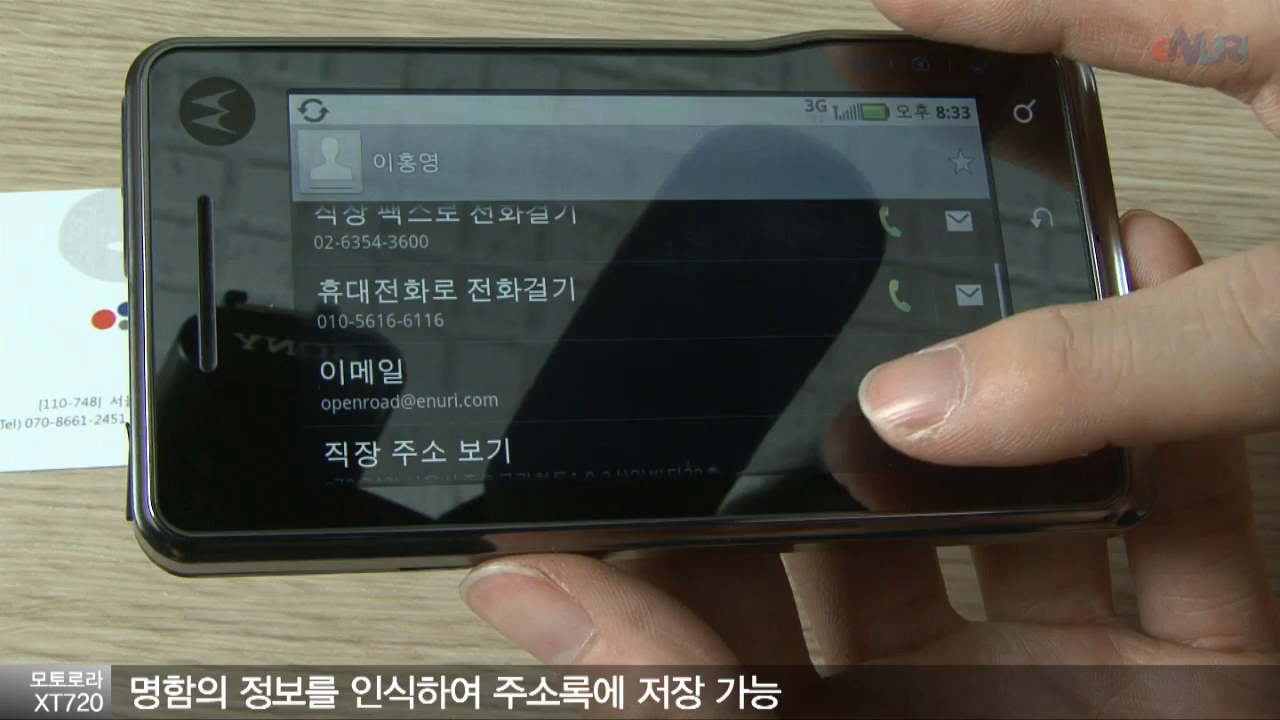 eNURI
3G 오후 8:33
이홍영
직장 팩스로 전화걸기
02-6354-3600
휴대전화로 전화걸기
010-5616-6116
이메일
openroad@enuri.com
직장 주소 보기
SONY
[110-748] 서울
Tel) 070-8661-2451
모토로라
XT720
명함의 정보를 인식하여 주소록에 저장 가능